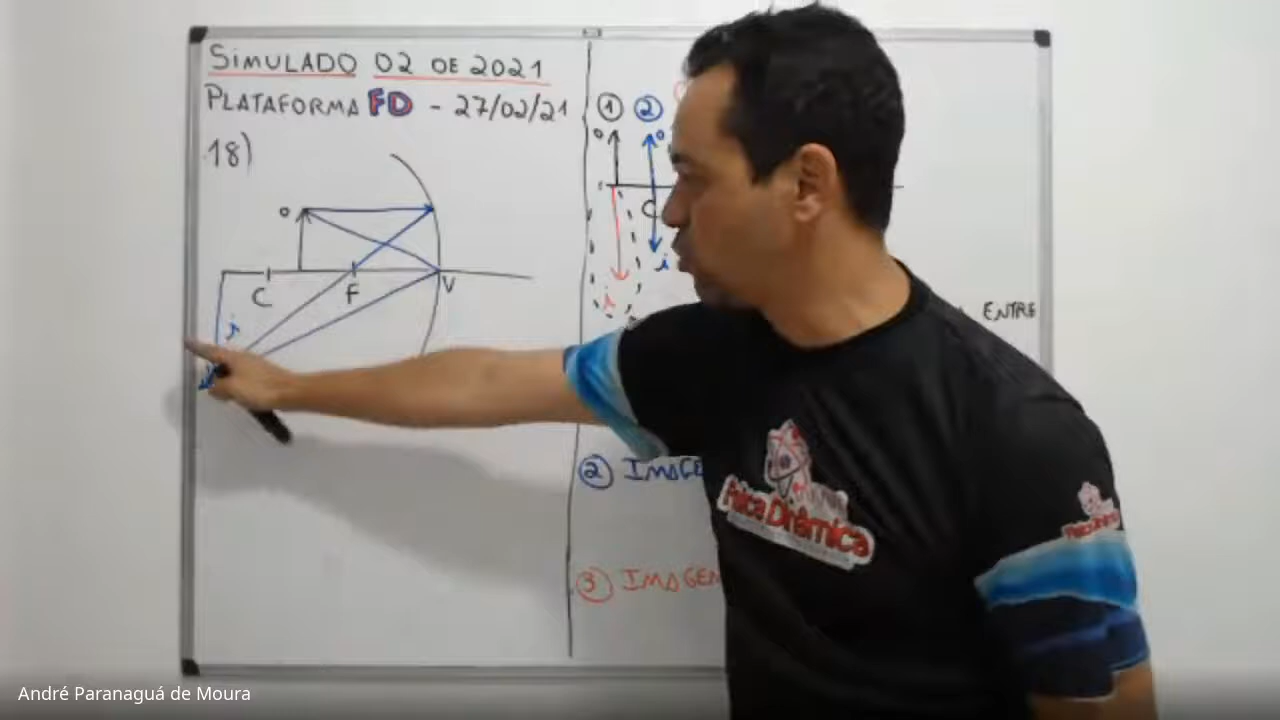 SIMULADO 02 DE 2021
PLATAFORMA FD - 27/02/21
18)
o
C F V
i
1 2
o o
C
i
i
ENTRE
2 IMAGE
3 IMAGEM
Física Dinâmica
André Paranaguá de Moura